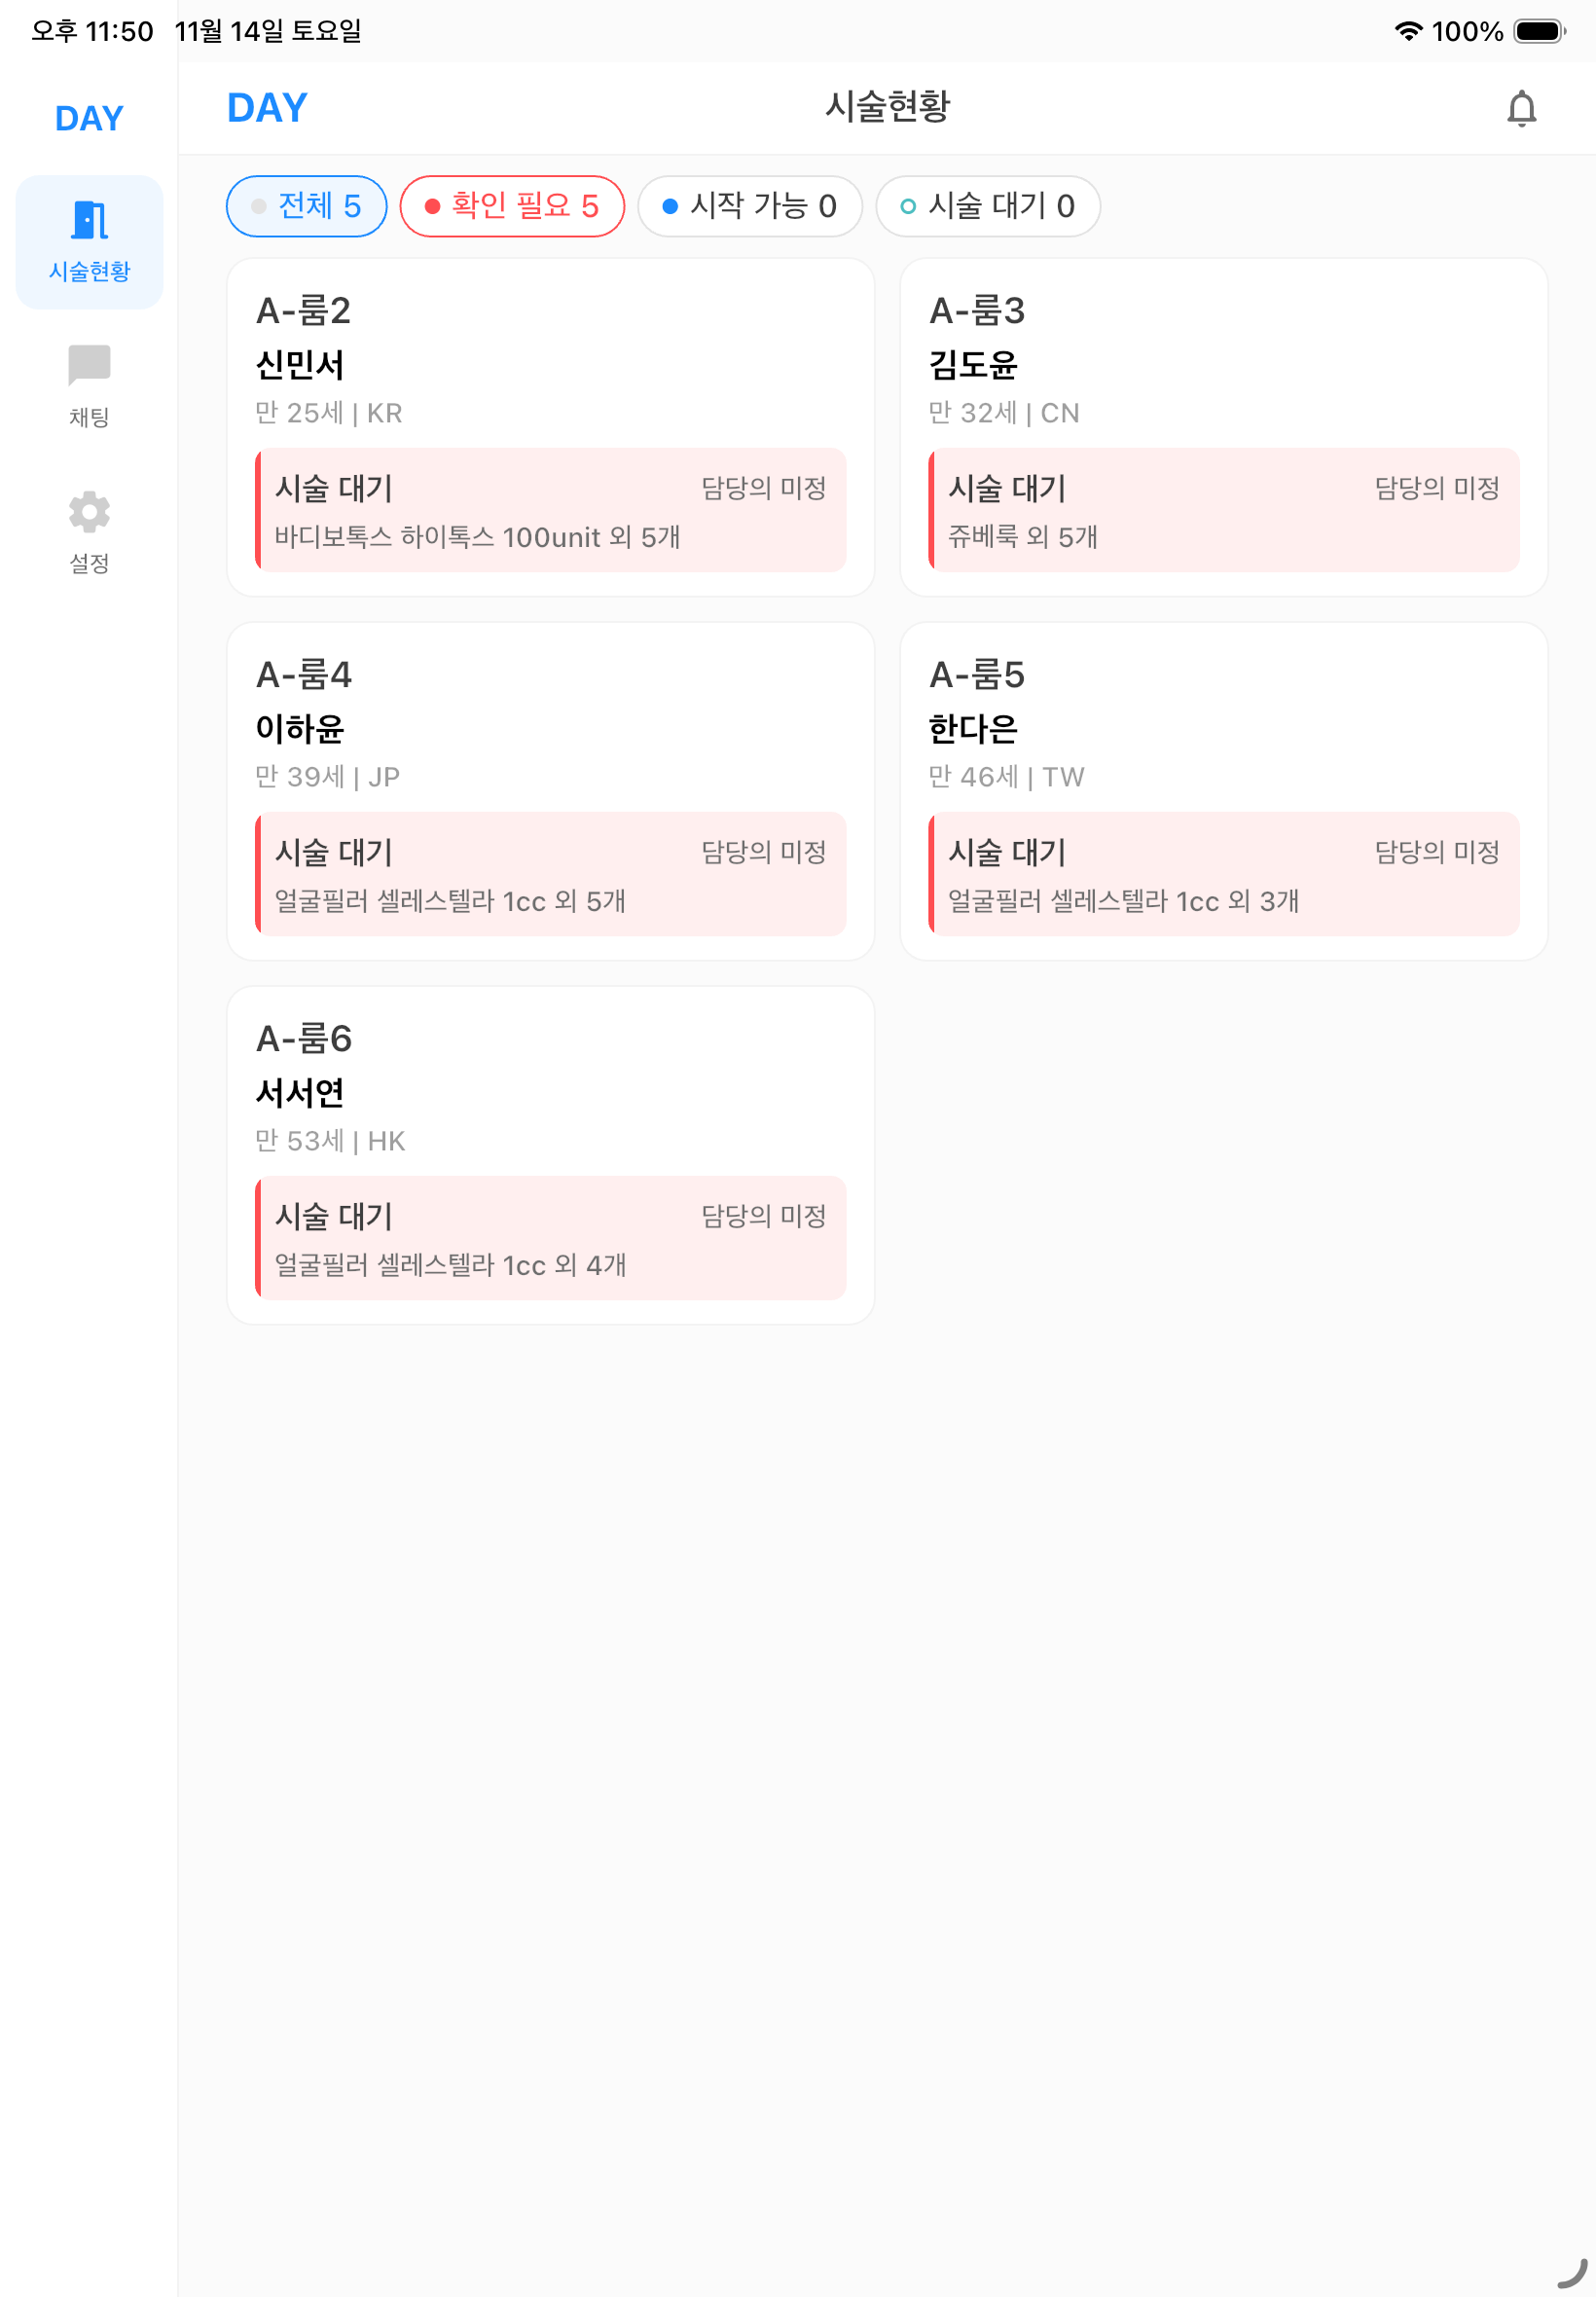 오후 11:50 11월 14일 토요일 100%
DAY
시술현황
채팅
설정
DAY 시술현황
전체 5 확인 필요 5 시작 가능 0 시술 대기 0
A-룸2
신민서
만 25세 | KR
시술 대기 담당의 미정
바디보톡스 하이톡스 100unit 외 5개
A-룸3
김도윤
만 32세 | CN
시술 대기 담당의 미정
쥬베룩 외 5개
A-룸4
이하윤
만 39세 | JP
시술 대기 담당의 미정
얼굴필러 셀레스텔라 1cc 외 5개
A-룸5
한다은
만 46세 | TW
시술 대기 담당의 미정
얼굴필러 셀레스텔라 1cc 외 3개
A-룸6
서서연
만 53세 | HK
시술 대기 담당의 미정
얼굴필러 셀레스텔라 1cc 외 4개